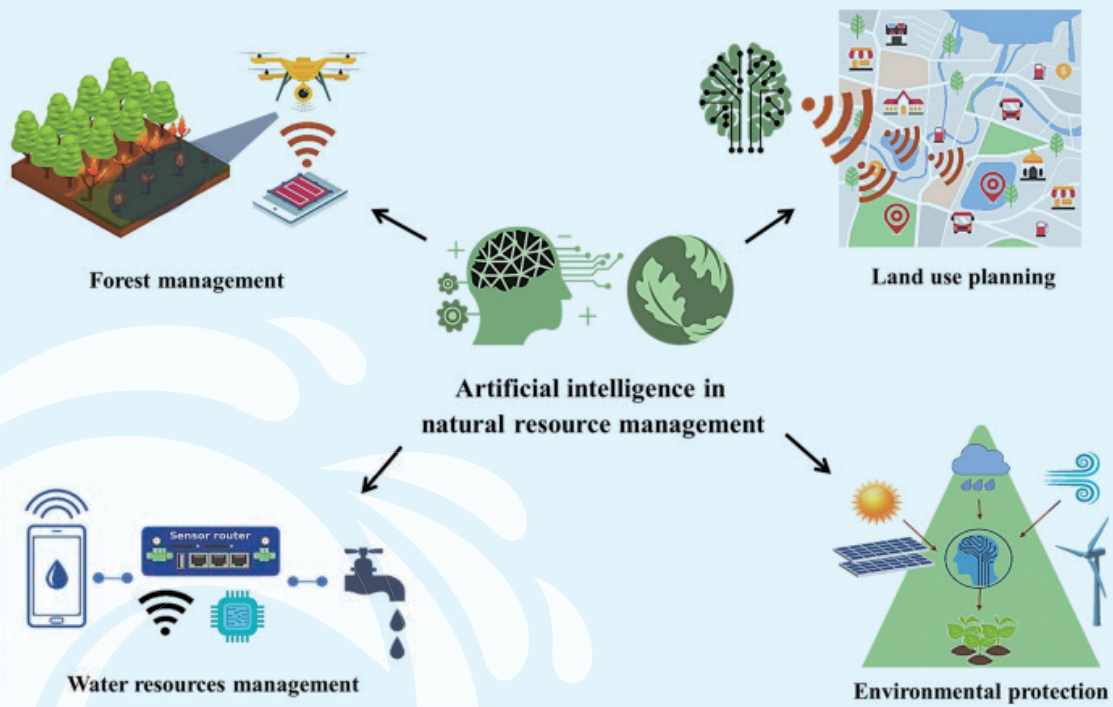 Forest management
Land use planning
Artificial intelligence in
natural resource management
Sensor router
Water resources management
Environmental protection